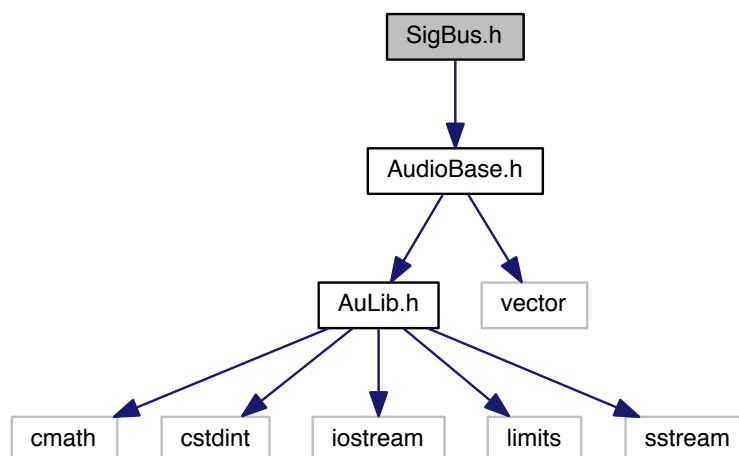 SigBus.h
AudioBase.h
AuLib.h
vector
cmath
cstdint
iostream
limits
sstream